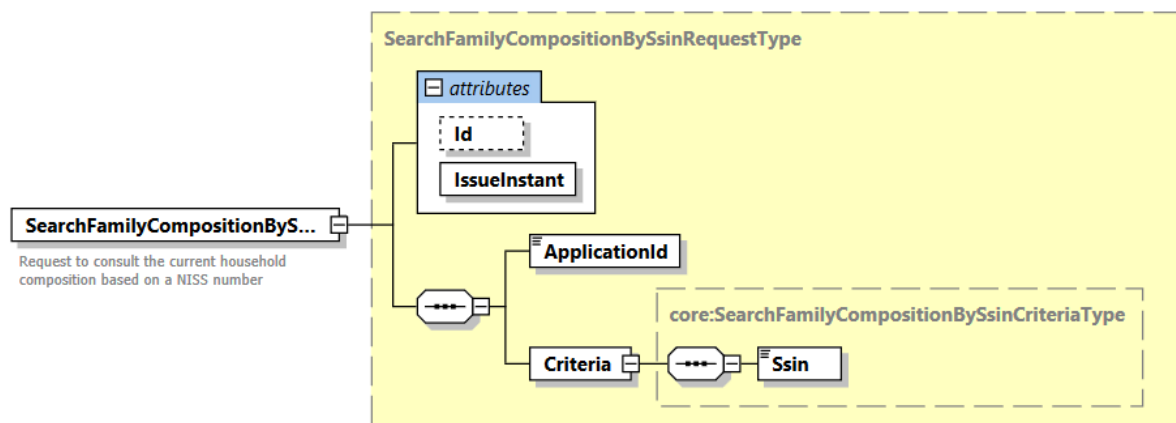 SearchFamilyCompositionBySsinRequestType
attributes
Id
IssueInstant
SearchFamilyCompositionByS...
Request to consult the current household
composition based on a NISS number
ApplicationId
core:SearchFamilyCompositionBySsinCriteriaType
Criteria
Ssin